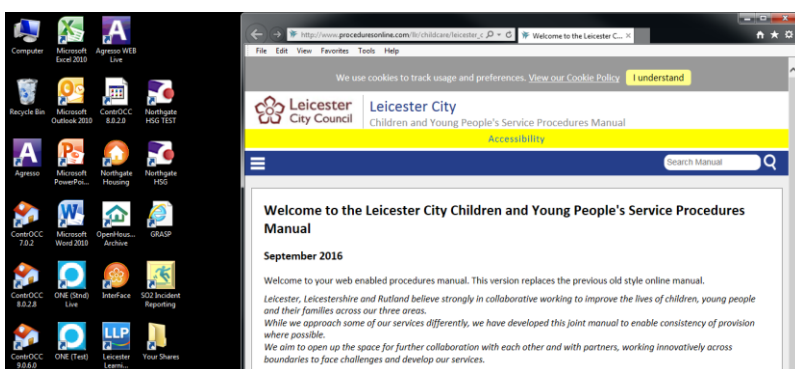 Computer
Microsoft Excel 2010
Agresso WEB Live
Recycle Bin
Microsoft Outlook 2010
ContrOCC 8.0.2.0
Northgate HSG TEST
Agresso
Microsoft PowerPoi...
Northgate Housing
Northgate HSG
ContrOCC 7.0.2
Microsoft Word 2010
OpenHous... Archive
GRASP
ContrOCC 8.0.2.8
ONE (Stnd) Live
InterFace
SO2 Incident Reporting
ContrOCC 9.0.6.0
ONE (Test)
LLP
Leicester Learni...
Your Shares
http://www.proceduresonline.com/llr/childcare/leicester_c
Welcome to the Leicester C...
File Edit View Favorites Tools Help
We use cookies to track usage and preferences. View our Cookie Policy I understand
Leicester City Council
Leicester City
Children and Young People's Service Procedures Manual
Accessibility
Search Manual
Welcome to the Leicester City Children and Young People's Service Procedures
Manual
September 2016
Welcome to your web enabled procedures manual. This version replaces the previous old style online manual.
Leicester, Leicestershire and Rutland believe strongly in collaborative working to improve the lives of children, young people
and their families across our three areas.
While we approach some of our services differently, we have developed this joint manual to enable consistency of provision
where possible.
We aim to open up the space for further collaboration with each other and with partners, working innovatively across
boundaries to face challenges and develop our services.